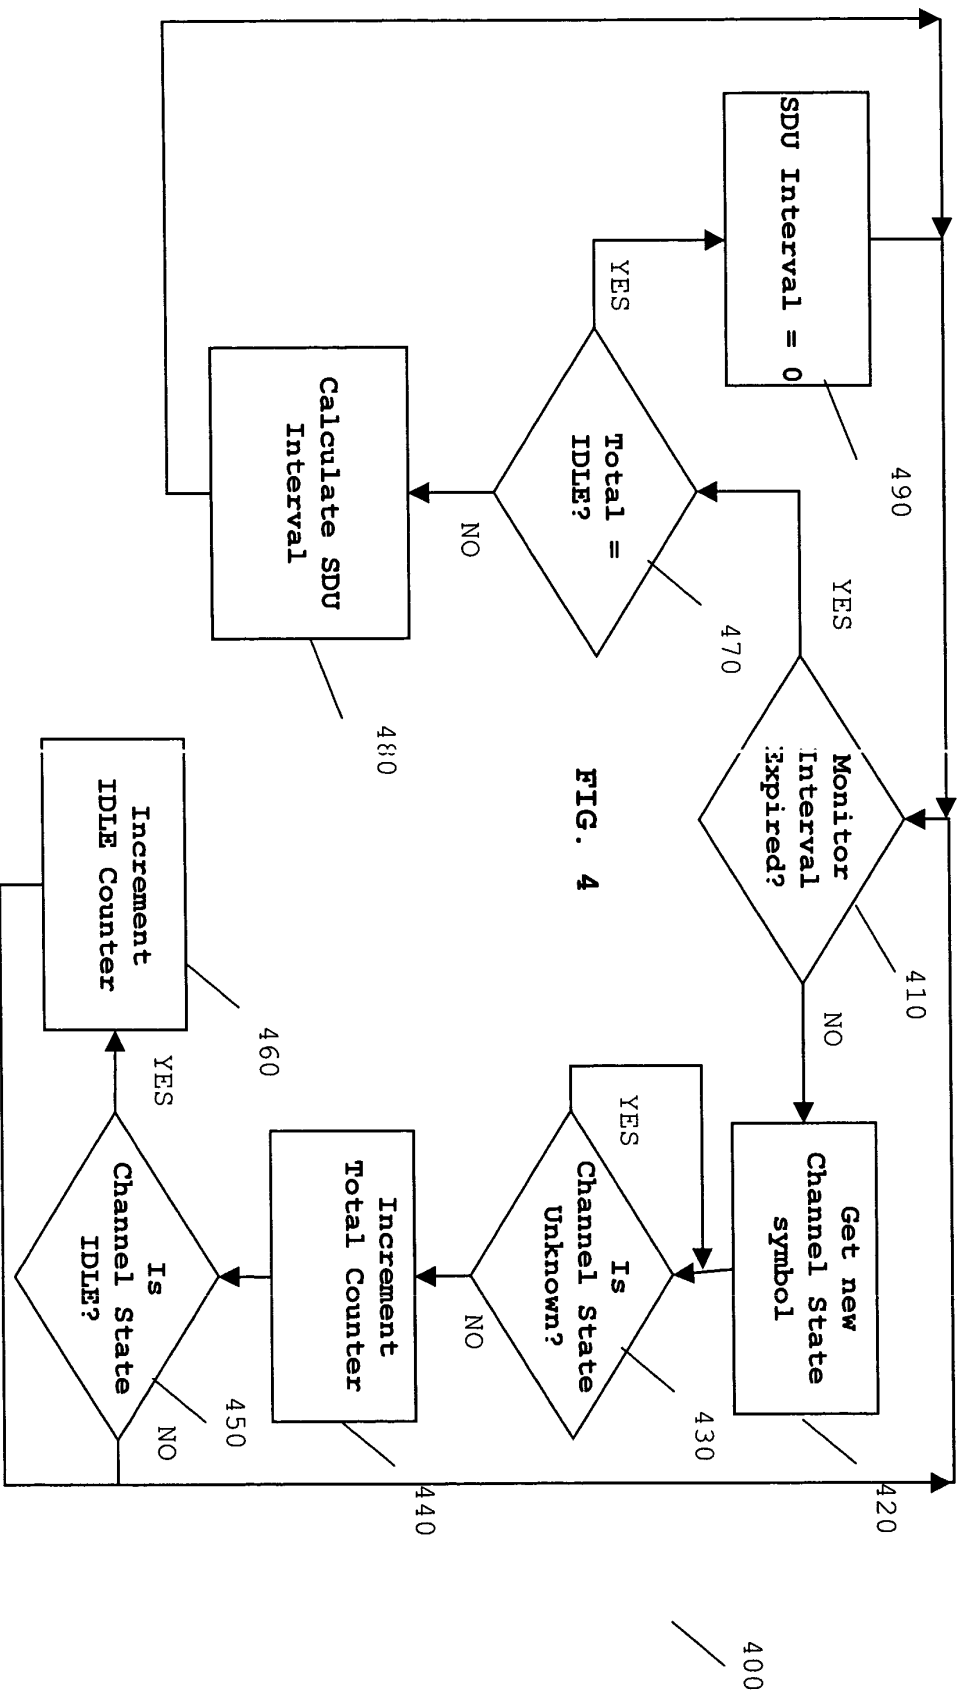 400
Monitor
Interval
Expired?
410
YES
NO
SDU Interval = 0
490
Total =
IDLE?
470
YES
NO
Calculate SDU
Interval
480
Get new
Channel State
symbol
420
Is
Channel State
Unknown?
430
YES
NO
Increment
Total Counter
440
Is
Channel State
IDLE?
450
YES
NO
Increment
IDLE Counter
460
FIG. 4